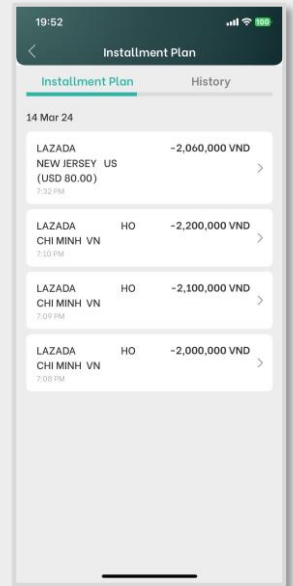 19:52
100
Installment Plan
Installment Plan History
14 Mar 24
LAZADA -2,060,000 VND
NEW JERSEY US
(USD 80.00)
7:32 PM
LAZADA HO -2,200,000 VND
CHI MINH VN
7:10 PM
LAZADA HO -2,100,000 VND
CHI MINH VN
7:09 PM
LAZADA HO -2,000,000 VND
CHI MINH VN
7:08 PM